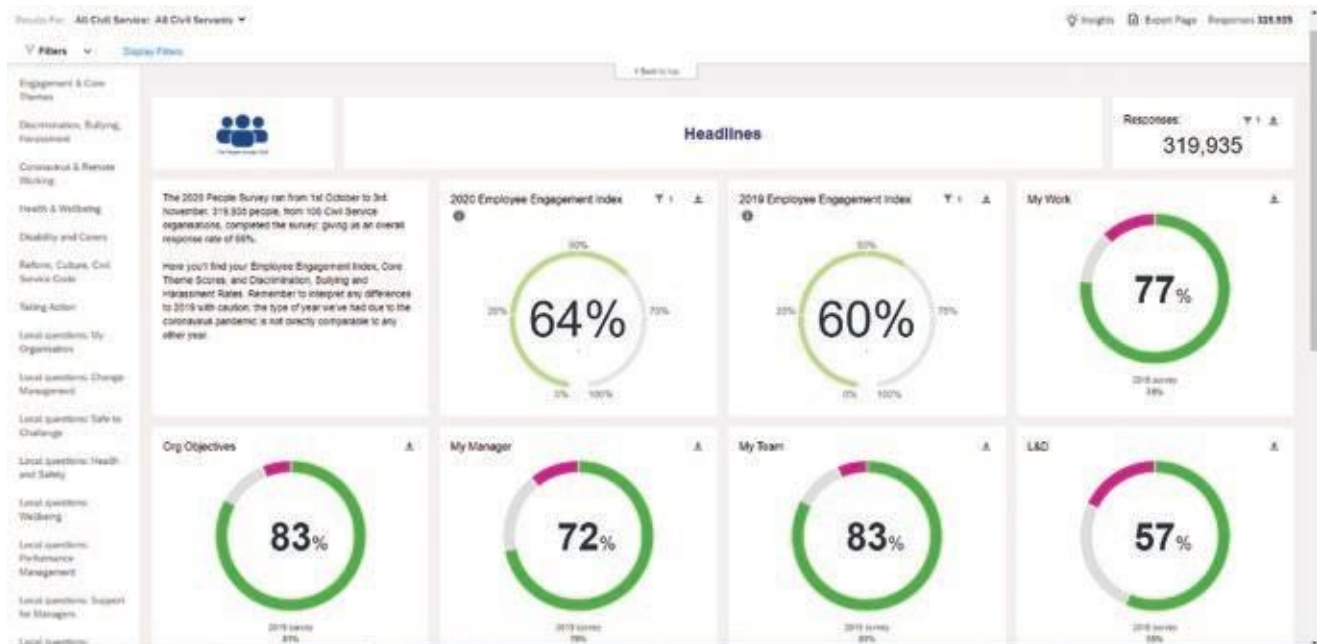 Results For: All Civil Service: All Civil Servants
Insights Export Page Responses 319,935
Filters Display Filters
Back to top
Engagement & Core
Themes
Discrimination, Bullying,
Harassment
Coronavirus & Remote
Working
Health & Wellbeing
Disability and Carers
Reform, Culture, Civil
Service Code
Taking Action
Local questions: My
Organisation
Local questions: Change
Management
Local questions: Safe to
Challenge
Local questions: Health
and Safety
Local questions:
Wellbeing
Local questions:
Performance
Management
Local questions: Support
for Managers
Local questions:
Headlines
Responses:
319,935
The 2020 People Survey ran from 1st October to 3rd
November. 319,935 people, from 106 Civil Service
organisations, completed the survey; giving us an overall
response rate of 66%.
Here you'll find your Employee Engagement Index, Core
Theme Scores, and Discrimination, Bullying and
Harassment Rates. Remember to interpret any differences
to 2019 with caution; the type of year we've had due to the
coronavirus pandemic is not directly comparable to any
other year.
2020 Employee Engagement Index
50%
25%
64%
75%
0% 100%
2019 Employee Engagement Index
50%
25%
60%
75%
0% 100%
My Work
77%
2019 survey
Org Objectives
83%
2019 survey
My Manager
72%
2019 survey
My Team
83%
2019 survey
L&D
57%
2019 survey